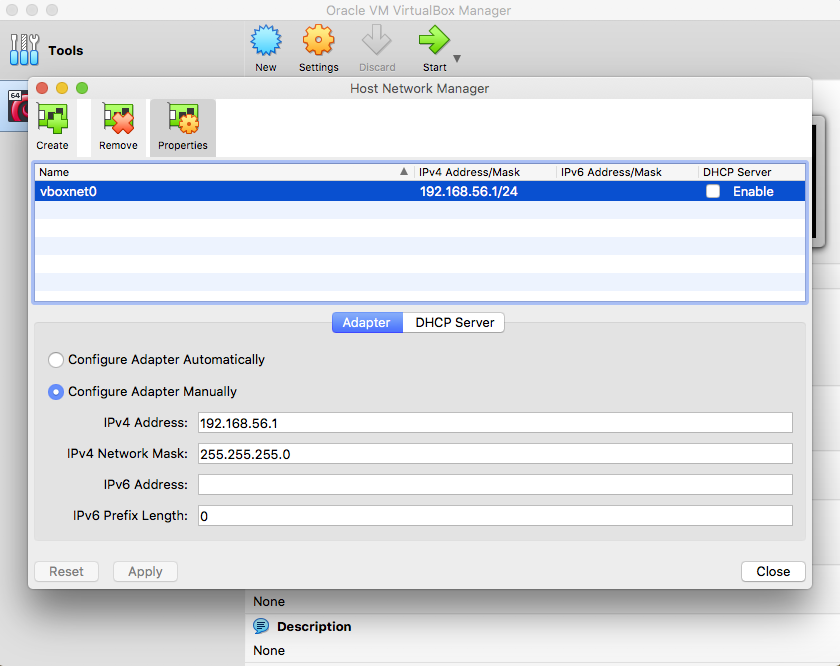 Oracle VM VirtualBox Manager
Tools
New Settings Discard Start
Host Network Manager
64
Create Remove Properties
Name IPv4 Address/Mask IPv6 Address/Mask DHCP Server
vboxnet0 192.168.56.1/24 Enable
Adapter DHCP Server
Configure Adapter Automatically
Configure Adapter Manually
IPv4 Address: 192.168.56.1
IPv4 Network Mask: 255.255.255.0
IPv6 Address:
IPv6 Prefix Length: 0
Reset Apply Close
None
Description
None